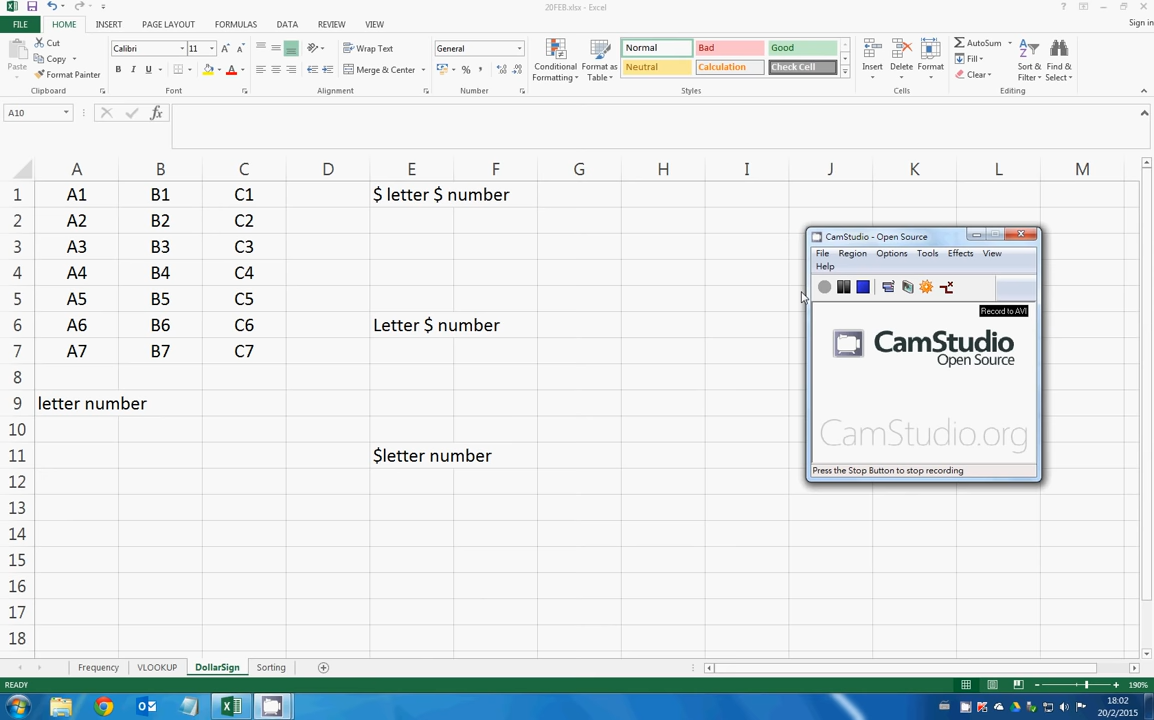 20FEB.xlsx - Excel
FILE HOME INSERT PAGE LAYOUT FORMULAS DATA REVIEW VIEW Sign in
Paste
Cut
Copy
Format Painter
Clipboard
Calibri 11
B I U
Font
Wrap Text
Merge & Center
Alignment
General
Number
Conditional Formatting
Format as Table
Normal Bad Good
Neutral Calculation Check Cell
Styles
Insert Delete Format
Cells
AutoSum
Fill
Clear
Sort & Filter
Find & Select
Editing
A10 fx
A B C D E F G H I J K L M
1 A1 B1 C1 $ letter $ number
2 A2 B2 C2
3 A3 B3 C3
4 A4 B4 C4
5 A5 B5 C5
6 A6 B6 C6 Letter $ number
7 A7 B7 C7
8
9 letter number
10
11 $letter number
12
13
14
15
16
17
18
CamStudio - Open Source
File Region Options Tools Effects View
Help
Record to AVI
CamStudio
Open Source
CamStudio.org
Press the Stop Button to stop recording
Frequency VLOOKUP DollarSign Sorting
READY 190%
18:02
20/2/2015